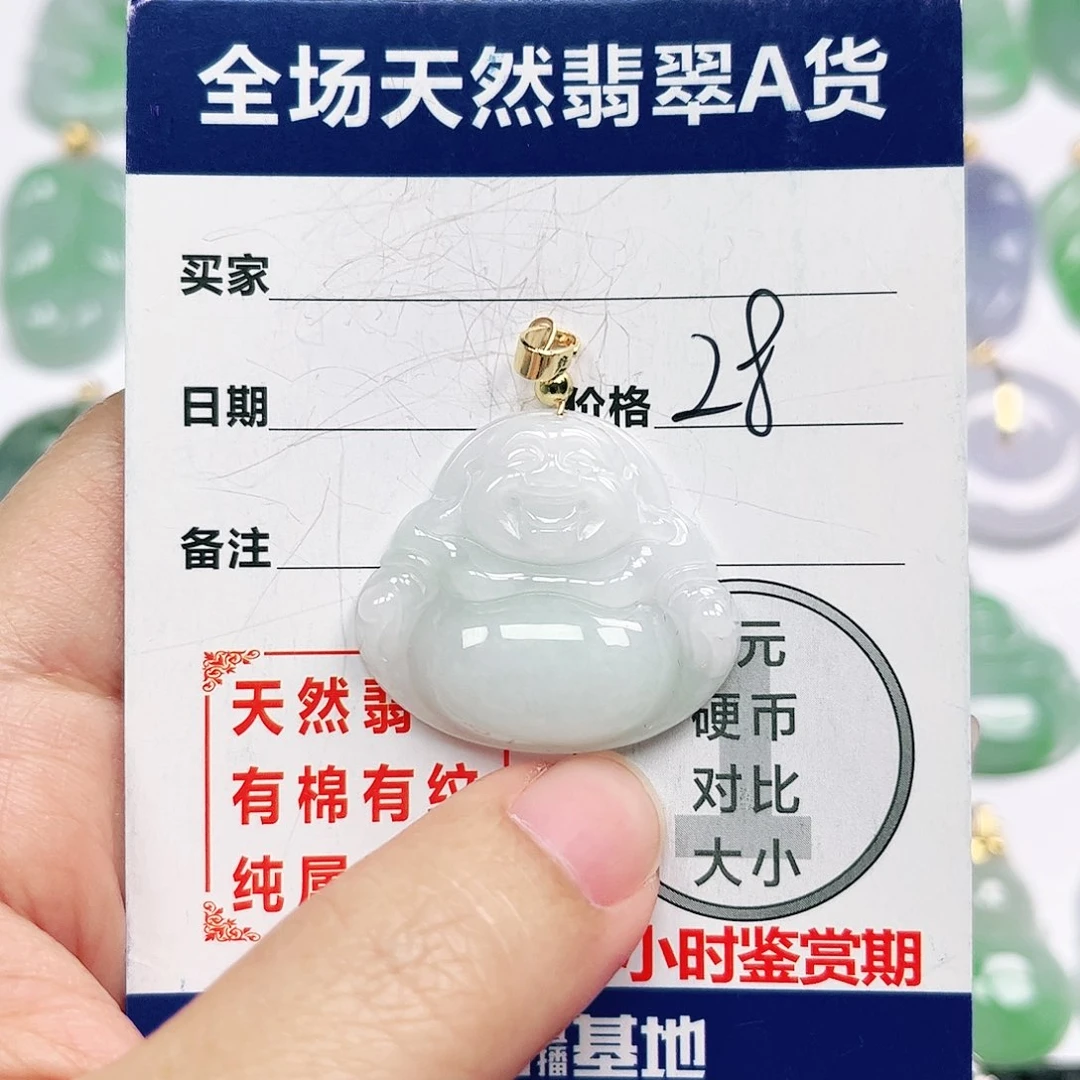 全场天然翡翠A货
买家
日期
价格 28
备注
天然翡
有棉有纹
纯属
元
硬币
对比
大小
小时鉴赏期
播基地